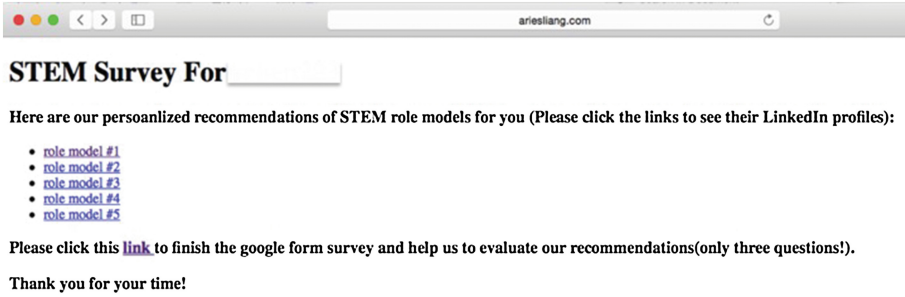 ariesliang.com
STEM Survey For
Here are our persoanlized recommendations of STEM role models for you (Please click the links to see their LinkedIn profiles):
role model #1
role model #2
role model #3
role model #4
role model #5
Please click this link to finish the google form survey and help us to evaluate our recommendations(only three questions!).
Thank you for your time!